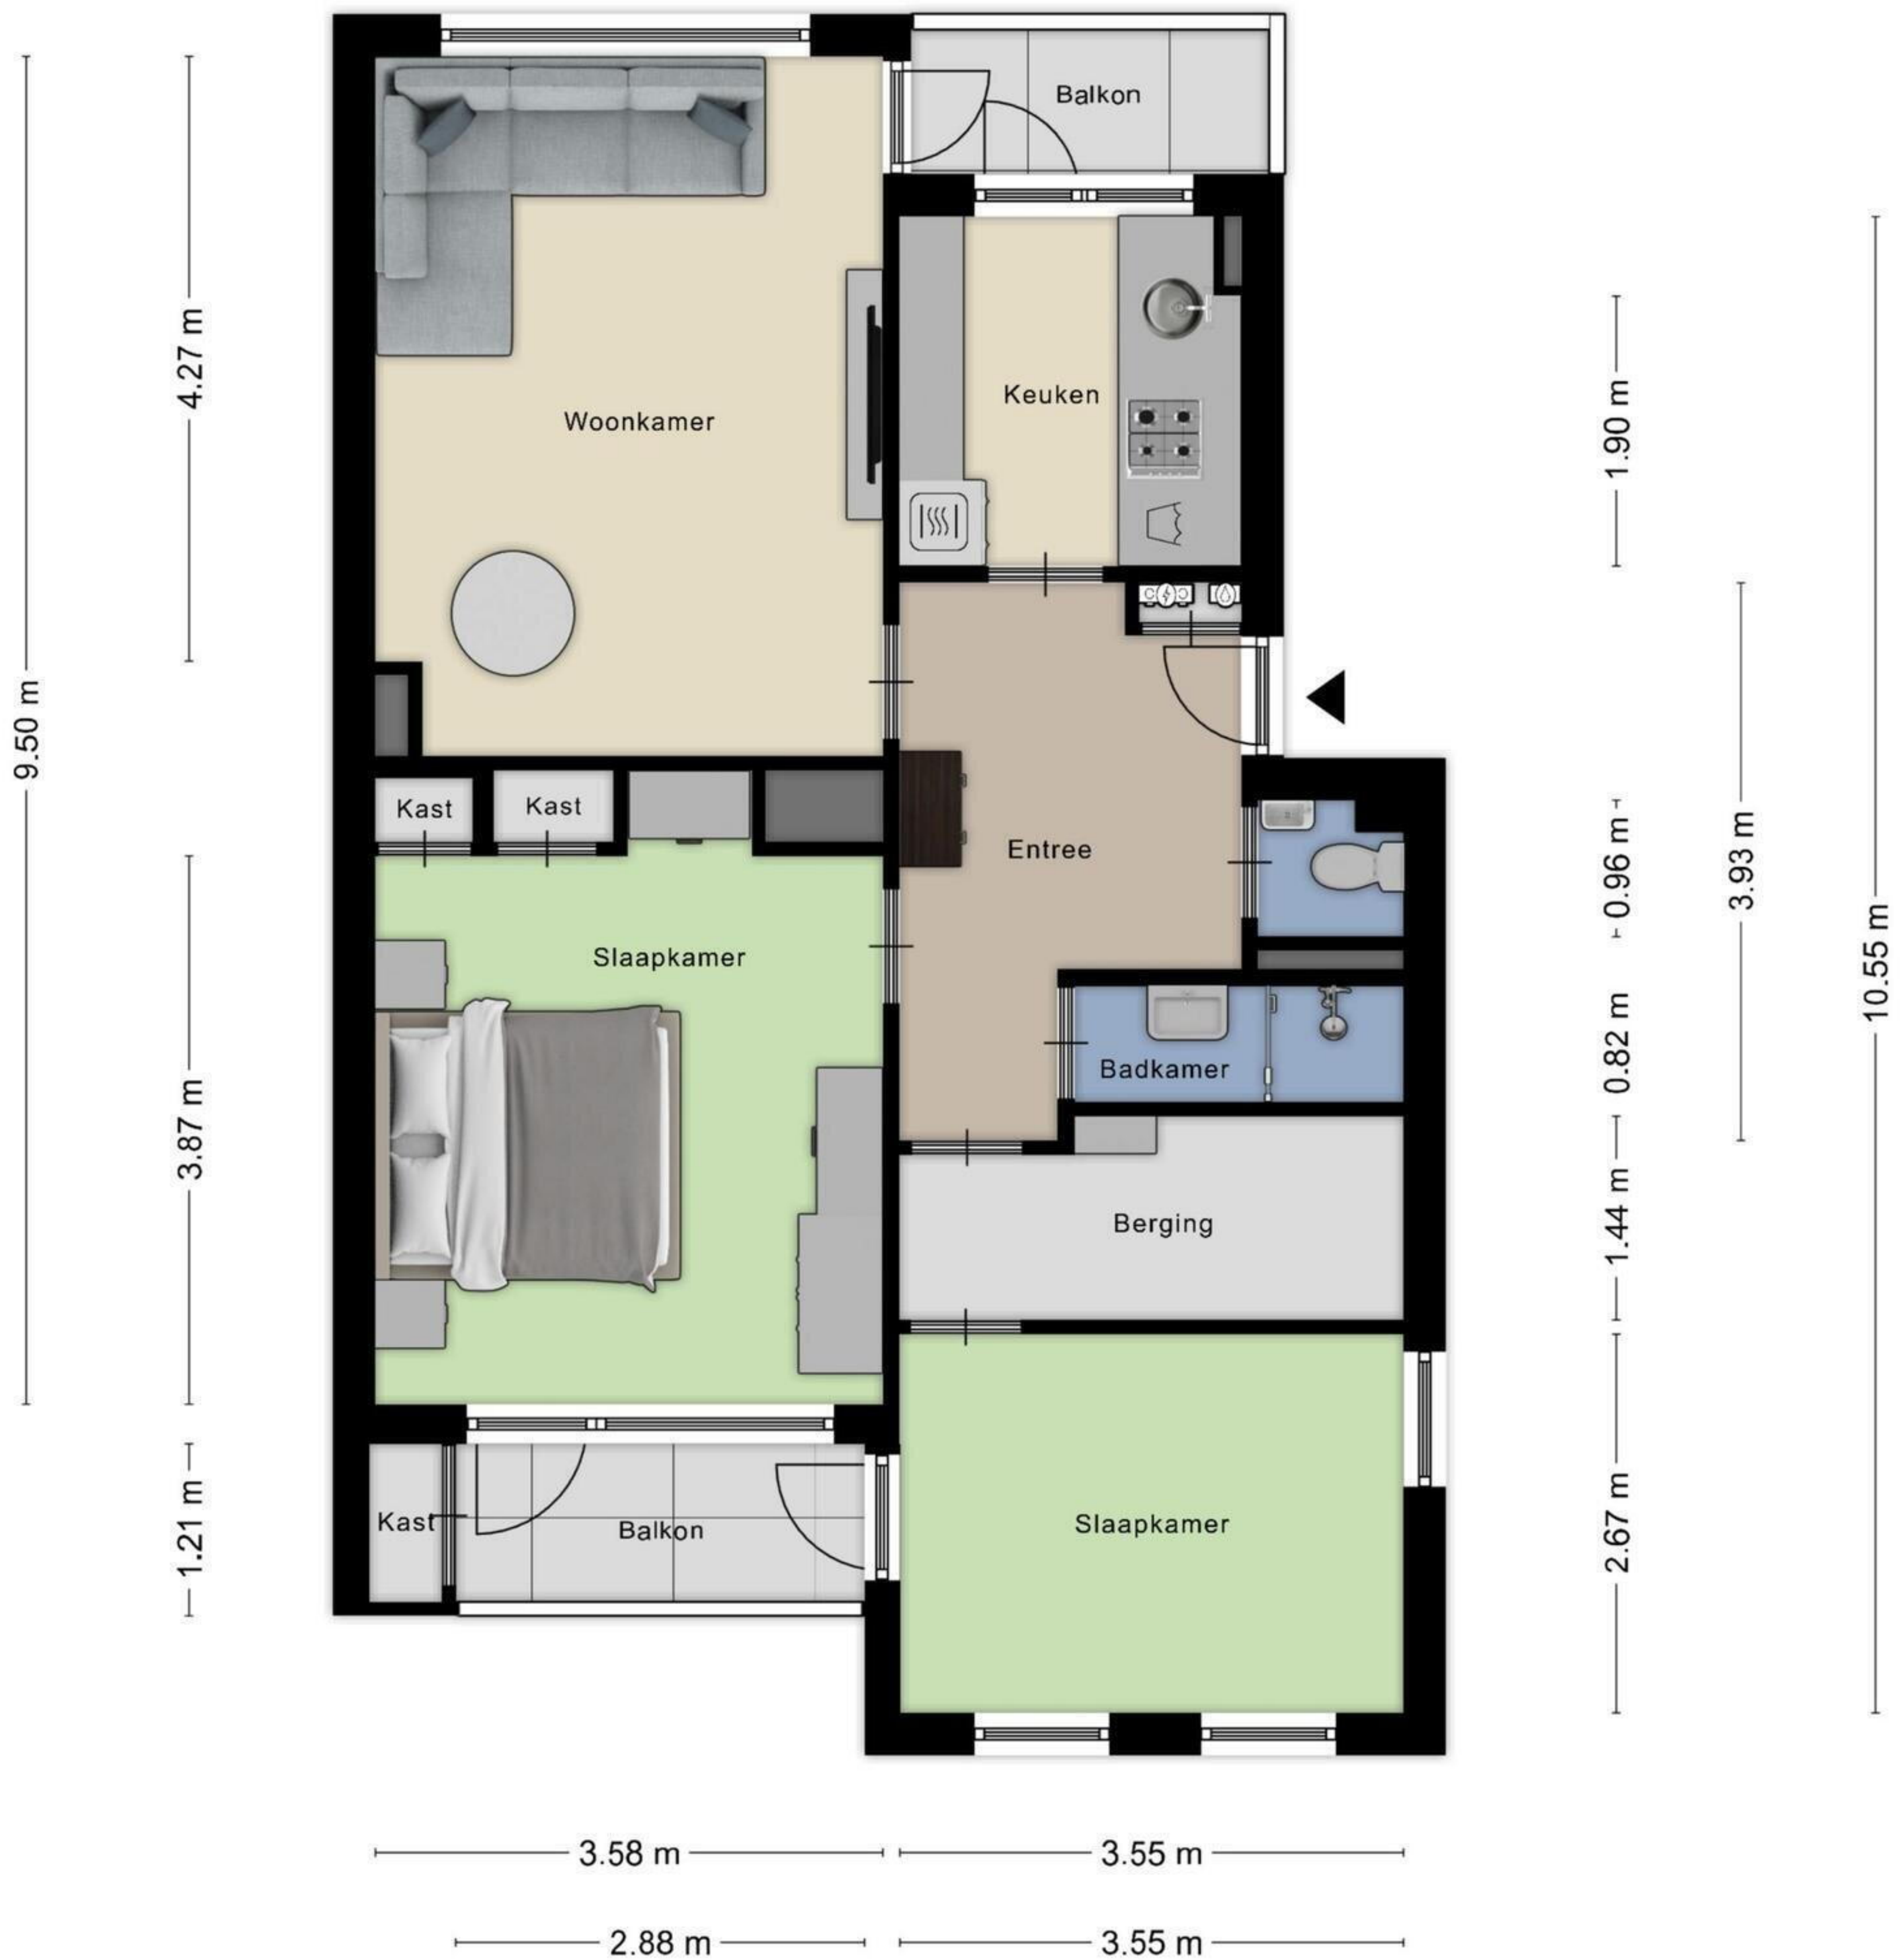 Balkon
4.27 m
Woonkamer
Keuken
1.90 m
9.50 m
Kast
Kast
Entree
0.96 m
3.93 m
Slaapkamer
10.55 m
0.82 m
Badkamer
3.87 m
1.44 m
Berging
Kast
Balkon
Slaapkamer
1.21 m
2.67 m
3.58 m
3.55 m
2.88 m
3.55 m